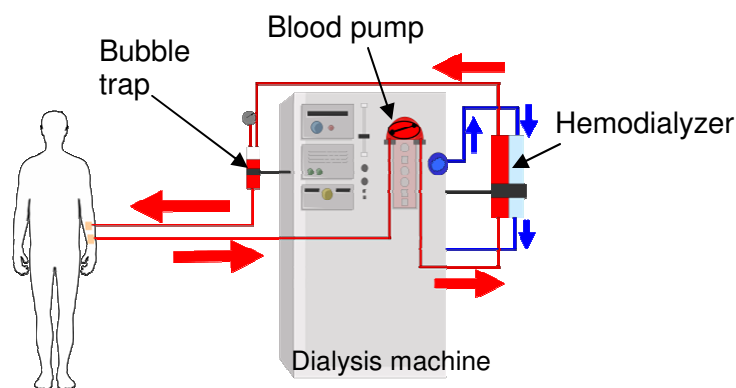 Blood pump
Bubble
trap
Hemodialyzer
Dialysis machine